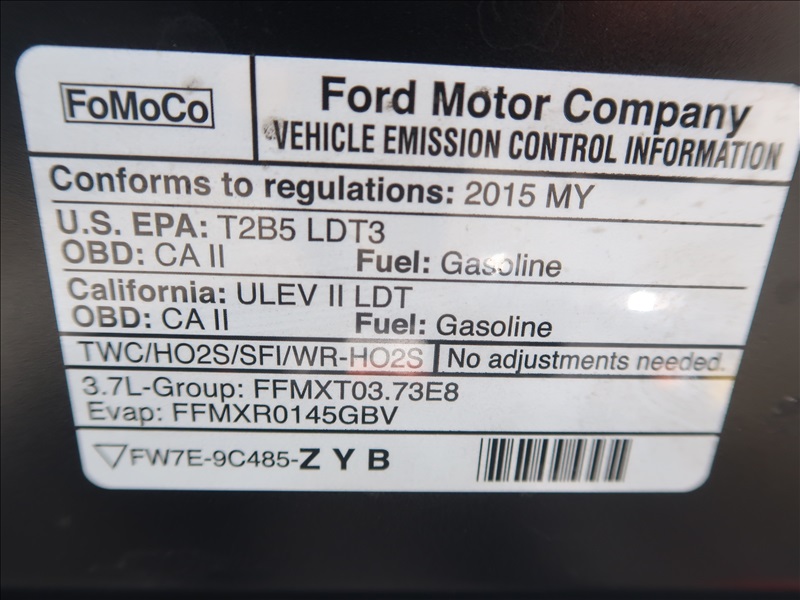 FoMoCo
Ford Motor Company
VEHICLE EMISSION CONTROL INFORMATION
Conforms to regulations: 2015 MY
U.S. EPA: T2B5 LDT3
OBD: CA II Fuel: Gasoline
California: ULEV II LDT
OBD: CA II Fuel: Gasoline
TWC/HO2S/SFI/WR-HO2S No adjustments needed.
3.7L-Group: FFMXT03.73E8
Evap: FFMXR0145GBV
FW7E-9C485-Z Y B